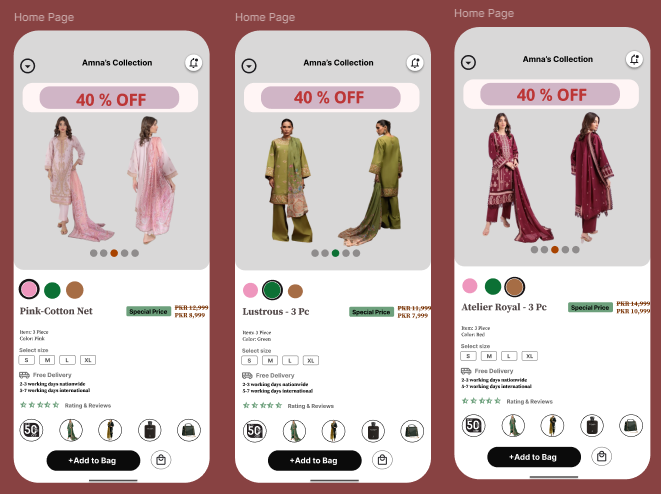 Home Page
Amna's Collection
40 % OFF
Pink-Cotton Net
Special Price
PKR 12,999
PKR 8,999
Item: 3 Piece
Color: Pink
Select size
S M L XL
Free Delivery
2-3 working days nationwide
5-7 working days international
Rating & Reviews
50
+Add to Bag
Home Page
Amna's Collection
40 % OFF
Lustrous - 3 Pc
Special Price
PKR 11,999
PKR 7,999
Item: 3 Piece
Color: Green
Select size
S M L XL
Free Delivery
2-3 working days nationwide
5-7 working days international
Rating & Reviews
50
+Add to Bag
Home Page
Amna's Collection
40 % OFF
Atelier Royal - 3 Pc
Special Price
PKR 14,999
PKR 10,999
Item: 3 Piece
Color: Red
Select size
S M L XL
Free Delivery
2-3 working days nationwide
5-7 working days international
Rating & Reviews
50
+Add to Bag